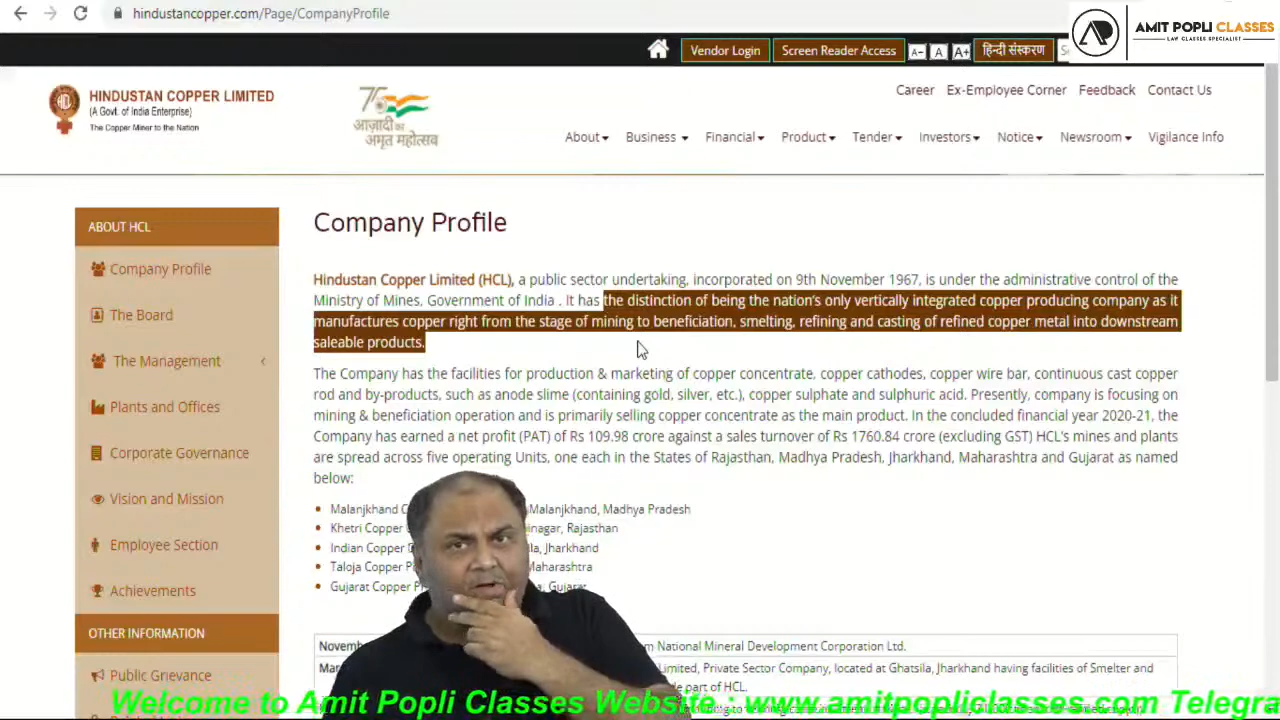 hindustancopper.com/Page/CompanyProfile
AMIT POPLI CLASSES
LAW CLASSES SPECIALIST
Vendor Login
Screen Reader Access
A-
A
A+
हिन्दी संस्करण
HINDUSTAN COPPER LIMITED
(A Govt. of India Enterprise)
The Copper Miner to the Nation
आज़ादी का
अमृत महोत्सव
Career Ex-Employee Corner Feedback Contact Us
About Business Financial Product Tender Investors Notice Newsroom Vigilance Info
ABOUT HCL
Company Profile
The Board
The Management
Plants and Offices
Corporate Governance
Vision and Mission
Employee Section
Achievements
OTHER INFORMATION
Public Grievance
Company Profile
Hindustan Copper Limited (HCL), a public sector undertaking, incorporated on 9th November 1967, is under the administrative control of the
Ministry of Mines, Government of India . It has the distinction of being the nation's only vertically integrated copper producing company as it
manufactures copper right from the stage of mining to beneficiation, smelting, refining and casting of refined copper metal into downstream
saleable products.
The Company has the facilities for production & marketing of copper concentrate, copper cathodes, copper wire bar, continuous cast copper
rod and by-products, such as anode slime (containing gold, silver, etc.), copper sulphate and sulphuric acid. Presently, company is focusing on
mining & beneficiation operation and is primarily selling copper concentrate as the main product. In the concluded financial year 2020-21, the
Company has earned a net profit (PAT) of Rs 109.98 crore against a sales turnover of Rs 1760.84 crore (excluding GST) HCL's mines and plants
are spread across five operating Units, one each in the States of Rajasthan, Madhya Pradesh, Jharkhand, Maharashtra and Gujarat as named
below:
Malanjkhand Malanjkhand, Madhya Pradesh
Khetri Copper Rajasthan
Indian Copper Jharkhand
Taloja Copper
Gujarat Copper
National Mineral Development Corporation Ltd.
Limited, Private Sector Company, located at Ghatsila, Jharkhand having facilities of Smelter and
part of HCL.
Welcome to Amit Popli Classes Website : www.amitpopliclasses.com Telegra